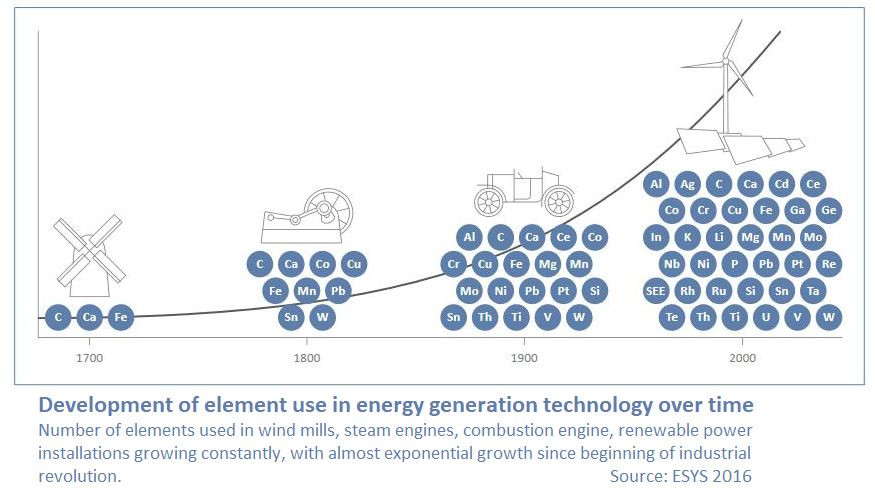 Al Ag C Ca Cd Ce
Co Cr Cu Fe Ga Ge
Al C Ca Ce Co In K Li Mg Mn Mo
C Ca Co Cu Cr Cu Fe Mg Mn Nb Ni P Pb Pt Re
Fe Mn Pb Mo Ni Pb Pt Si SEE Rh Ru Si Sn Ta
C Ca Fe Sn W Sn Th Ti V W Te Th Ti U V W
1700 1800 1900 2000
Development of element use in energy generation technology over time
Number of elements used in wind mills, steam engines, combustion engine, renewable power
installations growing constantly, with almost exponential growth since beginning of industrial
revolution. Source: ESYS 2016